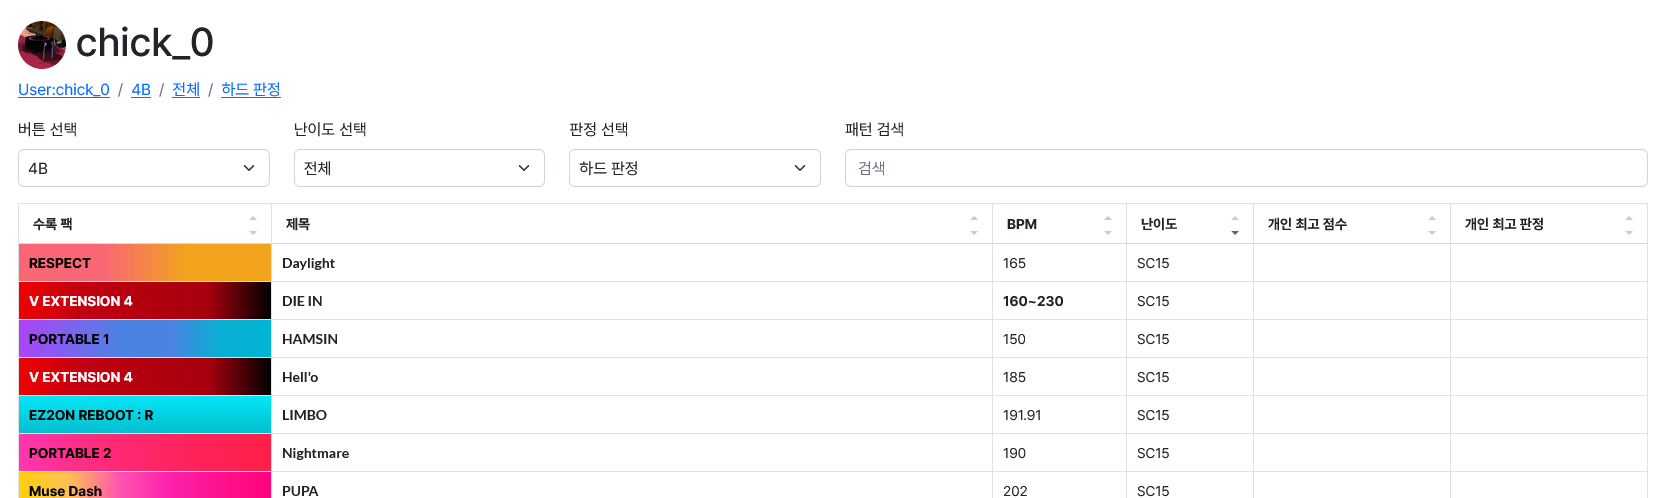 chick_0
User:chick_0 / 4B / 전체 / 하드 판정
버튼 선택 난이도 선택 판정 선택 패턴 검색
4B 전체 하드 판정 검색
수록 팩 제목 BPM 난이도 개인 최고 점수 개인 최고 판정
RESPECT Daylight 165 SC15
V EXTENSION 4 DIE IN 160~230 SC15
PORTABLE 1 HAMSIN 150 SC15
V EXTENSION 4 Hell'o 185 SC15
EZ2ON REBOOT : R LIMBO 191.91 SC15
PORTABLE 2 Nightmare 190 SC15
Muse Dash PUPA 202 SC15